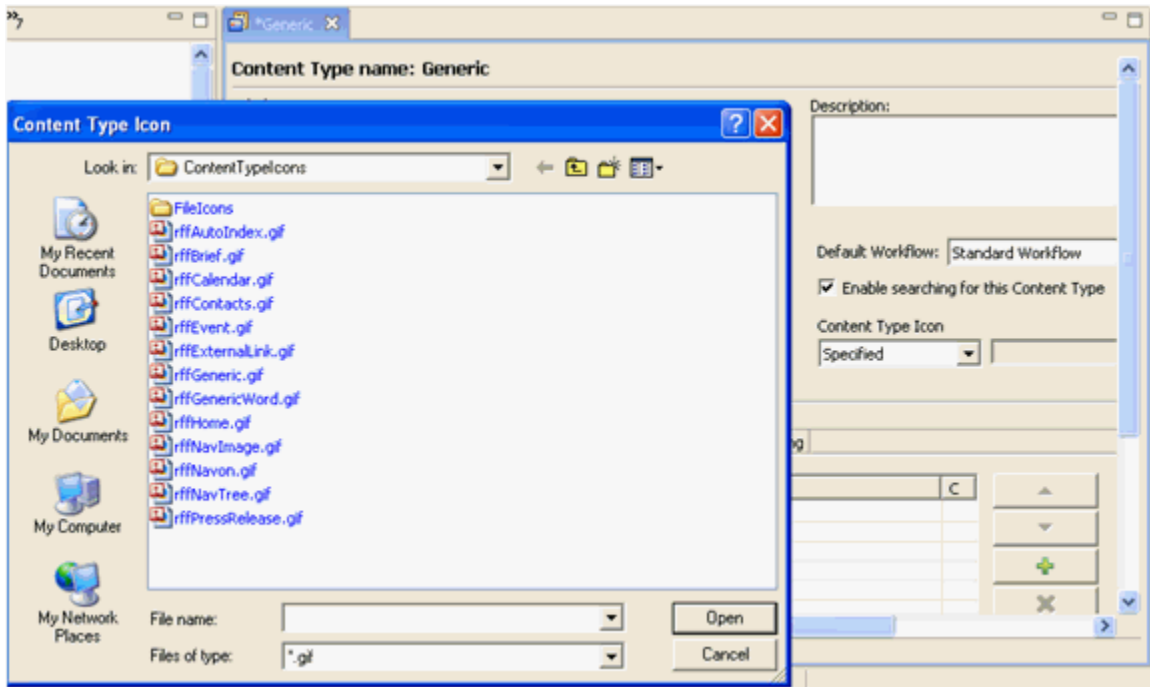 »7
*Generic
Content Type name: Generic
Content Type Icon
Look in:
ContentTypeIcons
My Recent
Documents
Desktop
My Documents
My Computer
My Network
Places
FileIcons
rffAutoIndex.gif
rffBrief.gif
rffCalendar.gif
rffContacts.gif
rffEvent.gif
rffExternalLink.gif
rffGeneric.gif
rffGenericWord.gif
rffHome.gif
rffNavImage.gif
rffNavon.gif
rffNavTree.gif
rffPressRelease.gif
File name:
Open
Files of type:
*.gif
Cancel
Description:
Default Workflow:
Standard Workflow
Enable searching for this Content Type
Content Type Icon
Specified
C